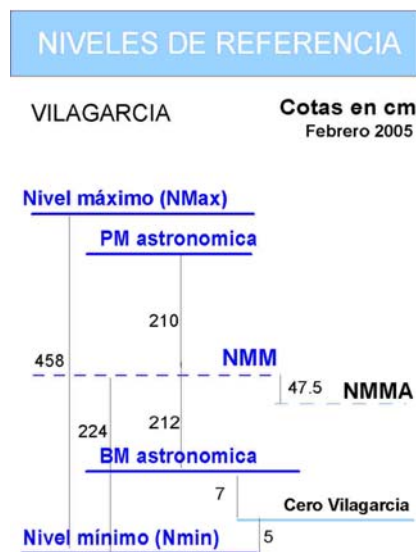 NIVELES DE REFERENCIA
VILAGARCIA
Cotas en cm
Febrero 2005
Nivel máximo (NMax)
PM astronomica
210
458
NMM
47.5
NMMA
224
212
BM astronomica
7
Cero Vilagarcia
Nivel mínimo (Nmin)
5